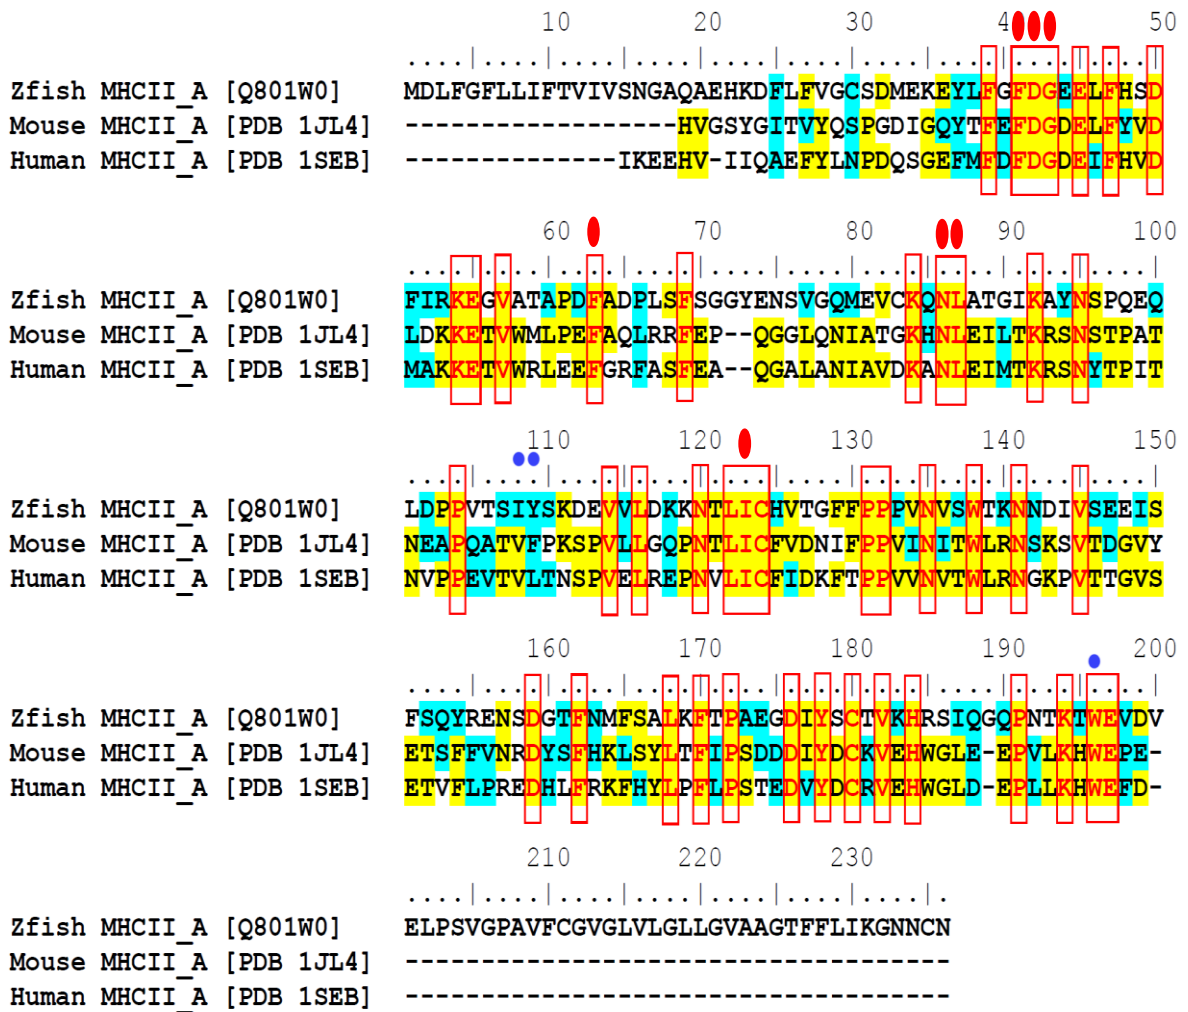 10 20 30 4 50
....|....|....|....|....|....|....|....|....|....|
Zfish MHCII_A [Q801W0] MDLFGFLLIFTVIVSNGAQAEHKDFLFVGCSDMEKEYLFGFDGEELFHSD
Mouse MHCII_A [PDB 1JL4] ------------------HVGSYGITVYQSPGDIGQYTFEFDGDELFYVD
Human MHCII_A [PDB 1SEB] --------------IKEEHV-IIQAEFYLNPDQSGEFMFDFDGDEIFHVD
60 70 80 90 100
....|....|....|....|....|....|....|....|....|....|
Zfish MHCII_A [Q801W0] FIRKEGVATAPDFADPLSFSGGYENSVGQMEVCKQNLATGIKAYNSPQEQ
Mouse MHCII_A [PDB 1JL4] LDKKETVWMLPEFAQLRRFEP--QGGLQNIATGKHNLEILTKRSNSTPAT
Human MHCII_A [PDB 1SEB] MAKKETVWRLEEFGRFASFEA--QGALANIAVDKANLEIMTKRSNYTPIT
110 120 130 140 150
....|....|....|....|....|....|....|....|....|....|
Zfish MHCII_A [Q801W0] LDPPVTSIYSKDEVVLDKKNTLICHVTGFFPPPVNVSWTKNNDIVSEEIS
Mouse MHCII_A [PDB 1JL4] NEAPQATVFPKSPVLLGQPNTLICFVDNIFPPVINITWLRNSKSVTDGVY
Human MHCII_A [PDB 1SEB] NVPPEVTVLTNSPVELREPNVLICFIDKFTPPVVNVTWLRNGKPVTTGVS
160 170 180 190 200
....|....|....|....|....|....|....|....|....|....|
Zfish MHCII_A [Q801W0] FSQYRENSDGTFNMFSALKFTPAEGDIYSCTVKHRSIQGQPNTKTWEVDV
Mouse MHCII_A [PDB 1JL4] ETSFFVNRDYSFHKLSYLTFIPSDDDIYDCKVEHWGLE-EPVLKHWEPE-
Human MHCII_A [PDB 1SEB] ETVFLPREDHLFRKFHYLPFLPSTEDVYDCRVEHWGLD-EPLLKHWEFD-
210 220 230
....|....|....|....|....|....|....|.
Zfish MHCII_A [Q801W0] ELPSVGPAVFCGVGLVLGLLGVAAGTFFLIKGNNCN
Mouse MHCII_A [PDB 1JL4] ------------------------------------
Human MHCII_A [PDB 1SEB] ------------------------------------